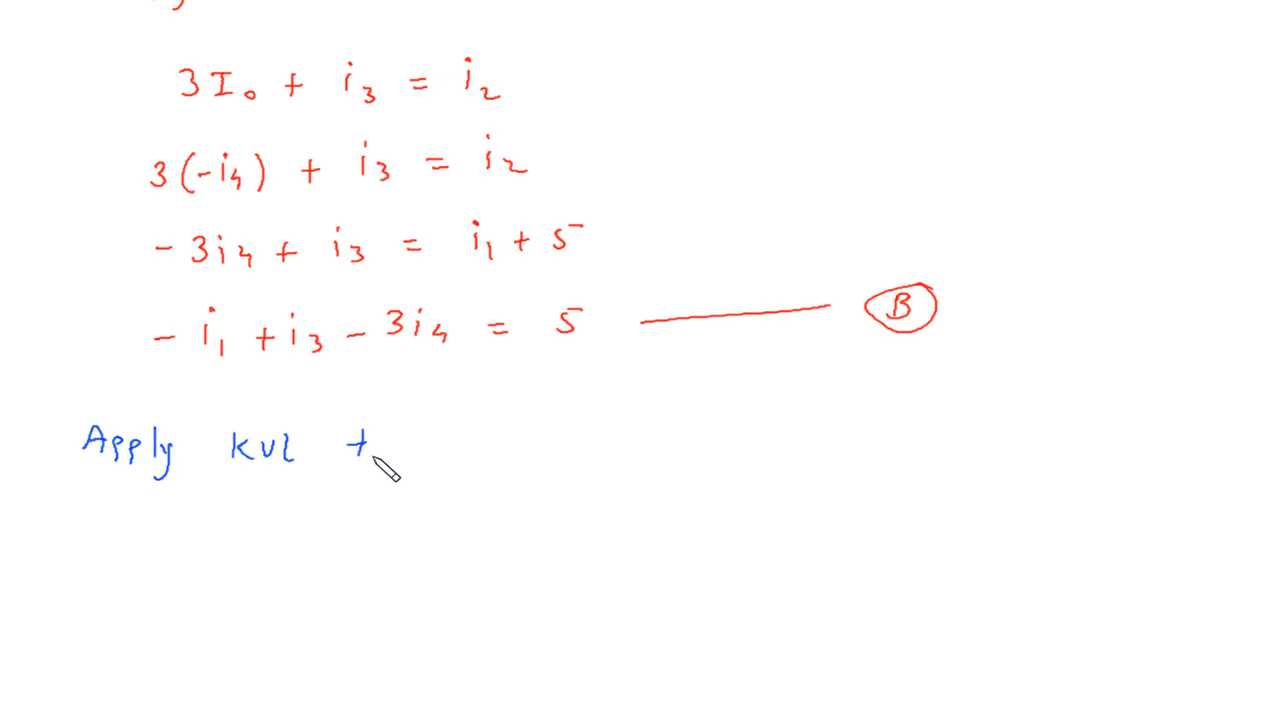 3I₀ + i₃ = i₂
3(-i₄) + i₃ = i₂
-3i₄ + i₃ = i₁ + 5
-i₁ + i₃ - 3i₄ = 5 —— B
Apply KVL t